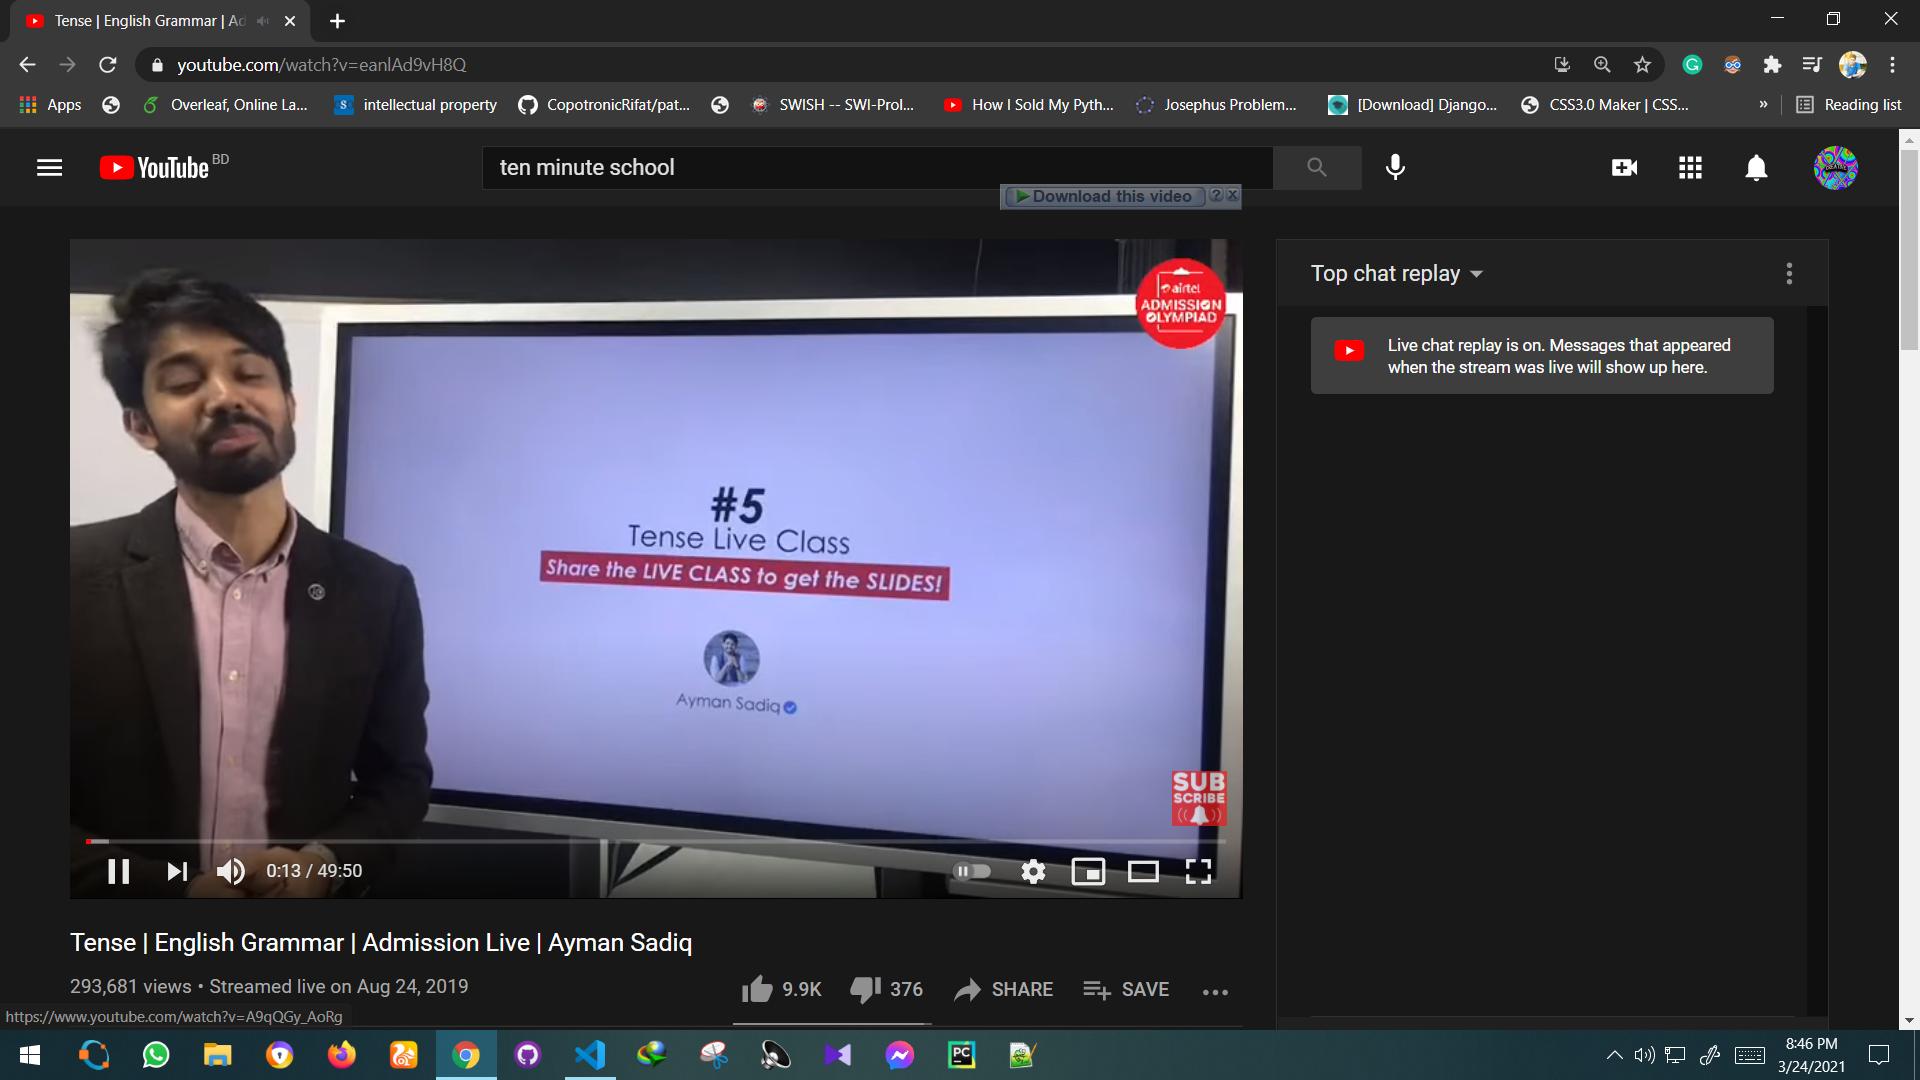 Tense | English Grammar | Ad
youtube.com/watch?v=eanlAd9vH8Q
Apps
Overleaf, Online La...
intellectual property
CopotronicRifat/pat...
SWISH -- SWI-Prol...
How I Sold My Pyth...
Josephus Problem...
[Download] Django...
CSS3.0 Maker | CSS...
»
Reading list
YouTube BD
ten minute school
Download this video
Top chat replay
Live chat replay is on. Messages that appeared
when the stream was live will show up here.
airtel
ADMISSION
OLYMPIAD
#5
Tense Live Class
Share the LIVE CLASS to get the SLIDES!
Ayman Sadiq
SUB
SCRIBE
0:13 / 49:50
Tense | English Grammar | Admission Live | Ayman Sadiq
293,681 views • Streamed live on Aug 24, 2019
9.9K
376
SHARE
SAVE
https://www.youtube.com/watch?v=A9qQGy_AoRg
PC
8:46 PM
3/24/2021